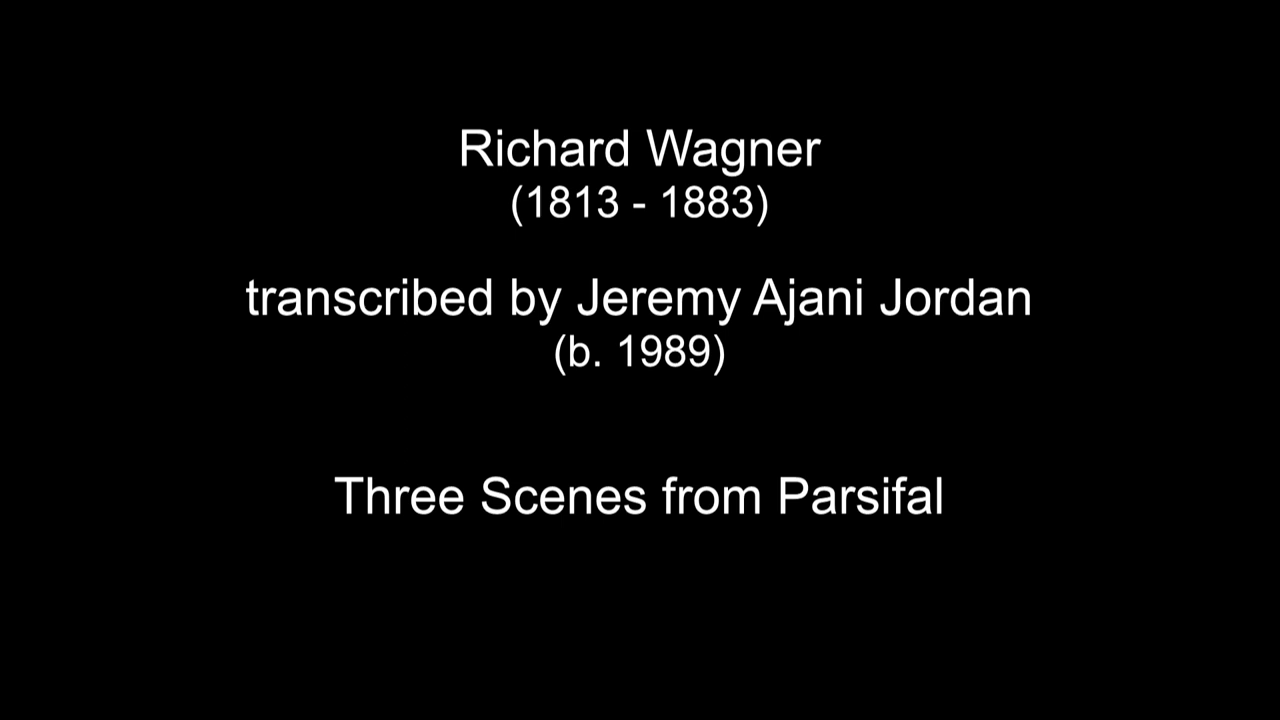 Richard Wagner
(1813 - 1883)
transcribed by Jeremy Ajani Jordan
(b. 1989)
Three Scenes from Parsifal